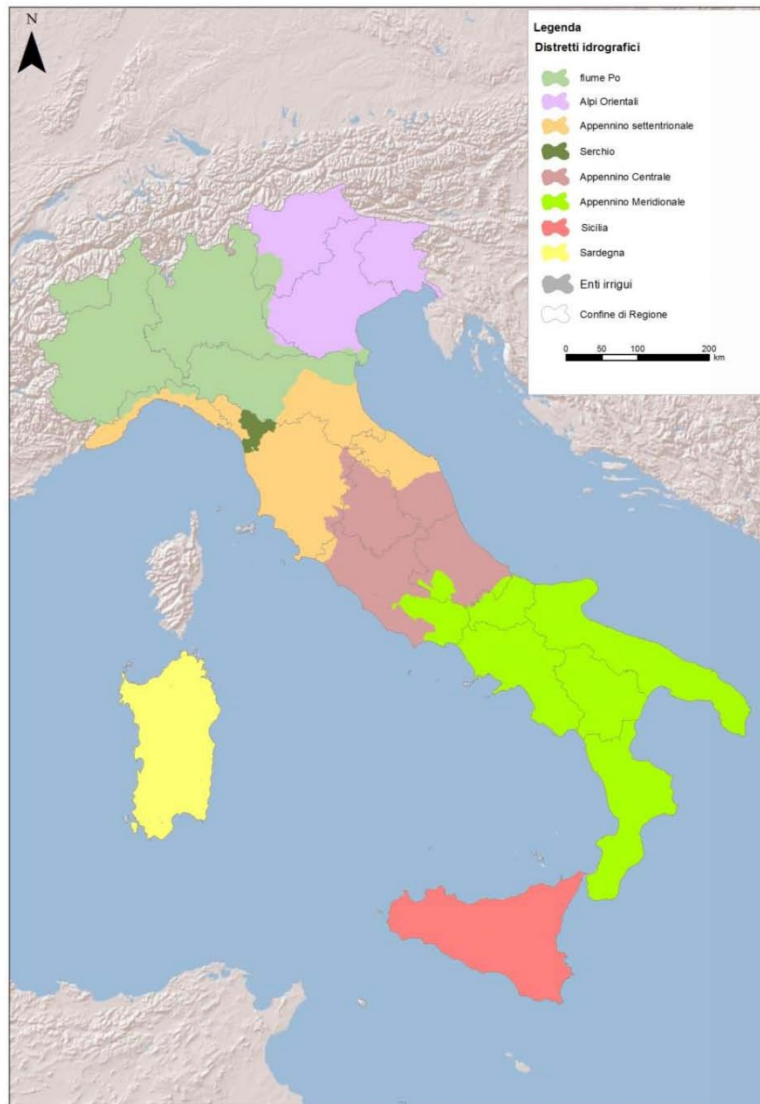 N
Legenda
Distretti idrografici
fiume Po
Alpi Orientali
Appennino settentrionale
Serchio
Appennino Centrale
Appennino Meridionale
Sicilia
Sardegna
Enti irrigui
Confine di Regione
0 50 100 200
km